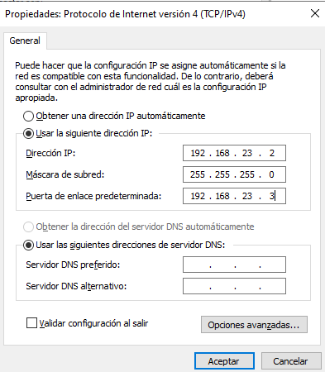 Propiedades: Protocolo de Internet versión 4 (TCP/IPv4)
General
Puede hacer que la configuración IP se asigne automáticamente si la
red es compatible con esta funcionalidad. De lo contrario, deberá
consultar con el administrador de red cuál es la configuración IP
apropiada.
Obtener una dirección IP automáticamente
Usar la siguiente dirección IP:
Dirección IP: 192 . 168 . 23 . 2
Máscara de subred: 255 . 255 . 255 . 0
Puerta de enlace predeterminada: 192 . 168 . 23 . 3
Obtener la dirección del servidor DNS automáticamente
Usar las siguientes direcciones de servidor DNS:
Servidor DNS preferido: . . .
Servidor DNS alternativo: . . .
Validar configuración al salir
Opciones avanzadas...
Aceptar Cancelar